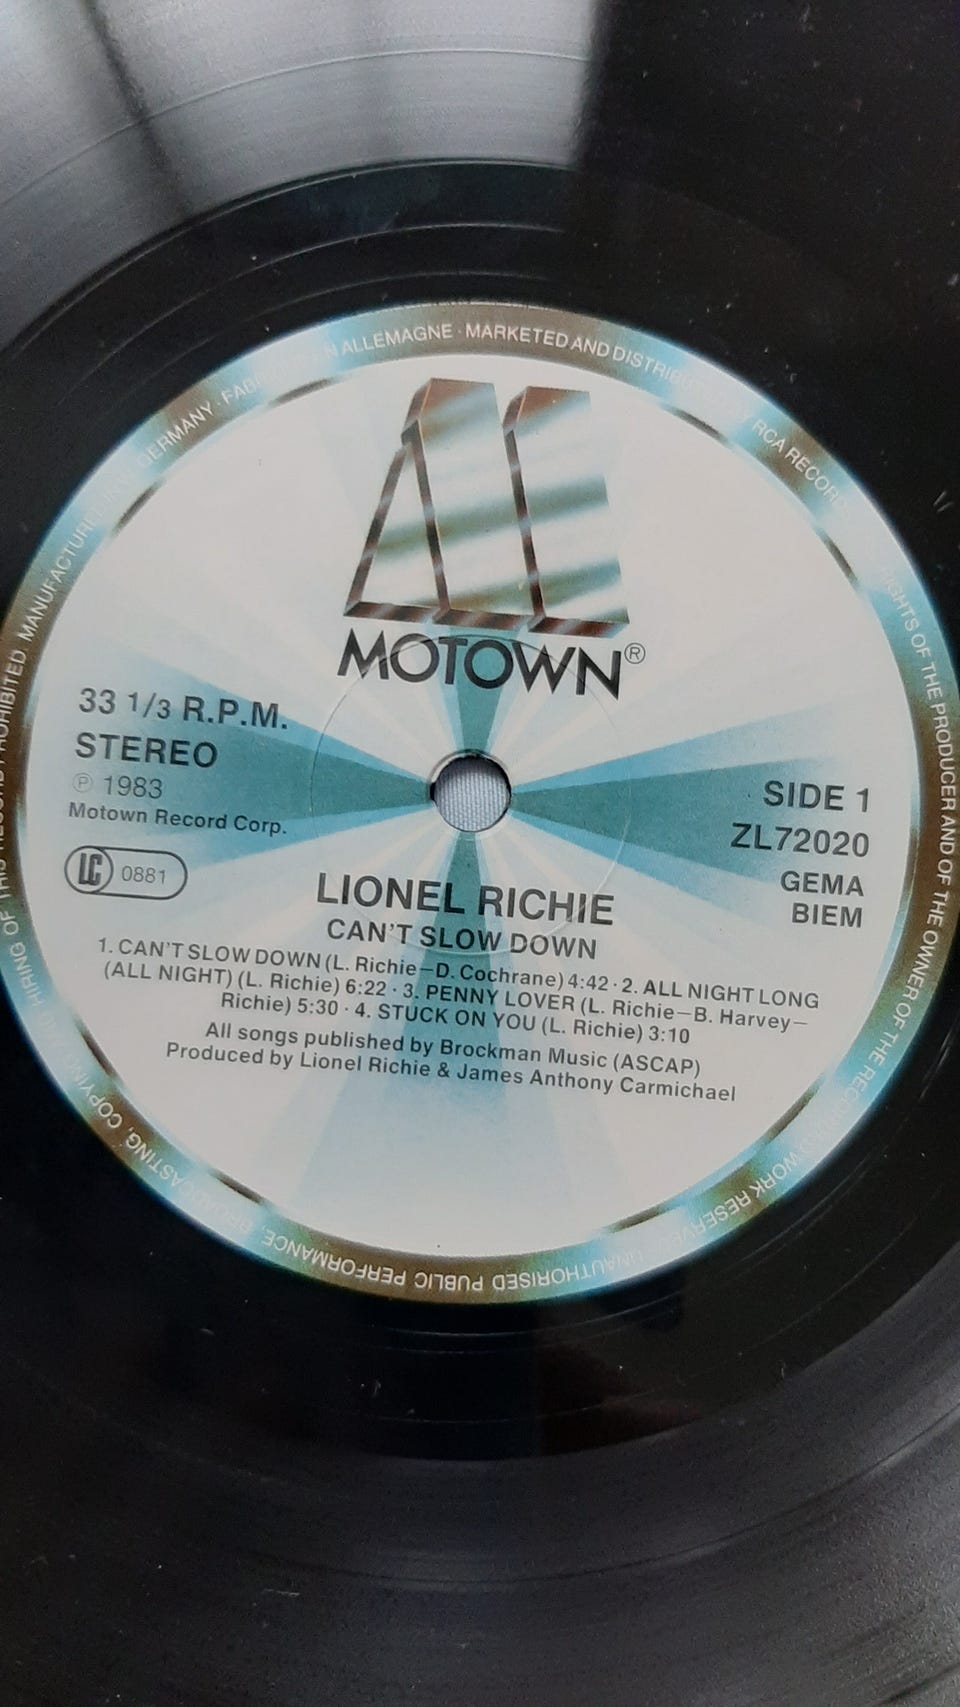 MANUFACTURED IN GERMANY · EN ALLEMAGNE · MARKETED AND DISTRIBUTED RCA RECORDS
RIGHTS OF THE PRODUCER AND OF THE OWNER OF THE RECORDED WORK RESERVED. UNAUTHORISED PUBLIC PERFORMANCE, BROADCASTING, COPYING AND HIRING OF THIS RECORD PROHIBITED
MOTOWN®
33 1/3 R.P.M.
STEREO
℗ 1983
Motown Record Corp.
LC 0881
SIDE 1
ZL72020
GEMA
BIEM
LIONEL RICHIE
CAN'T SLOW DOWN
1. CAN'T SLOW DOWN (L. Richie—D. Cochrane) 4:42 · 2. ALL NIGHT LONG
(ALL NIGHT) (L. Richie) 6:22 · 3. PENNY LOVER (L. Richie—B. Harvey—
Richie) 5:30 · 4. STUCK ON YOU (L. Richie) 3:10
All songs published by Brockman Music (ASCAP)
Produced by Lionel Richie & James Anthony Carmichael